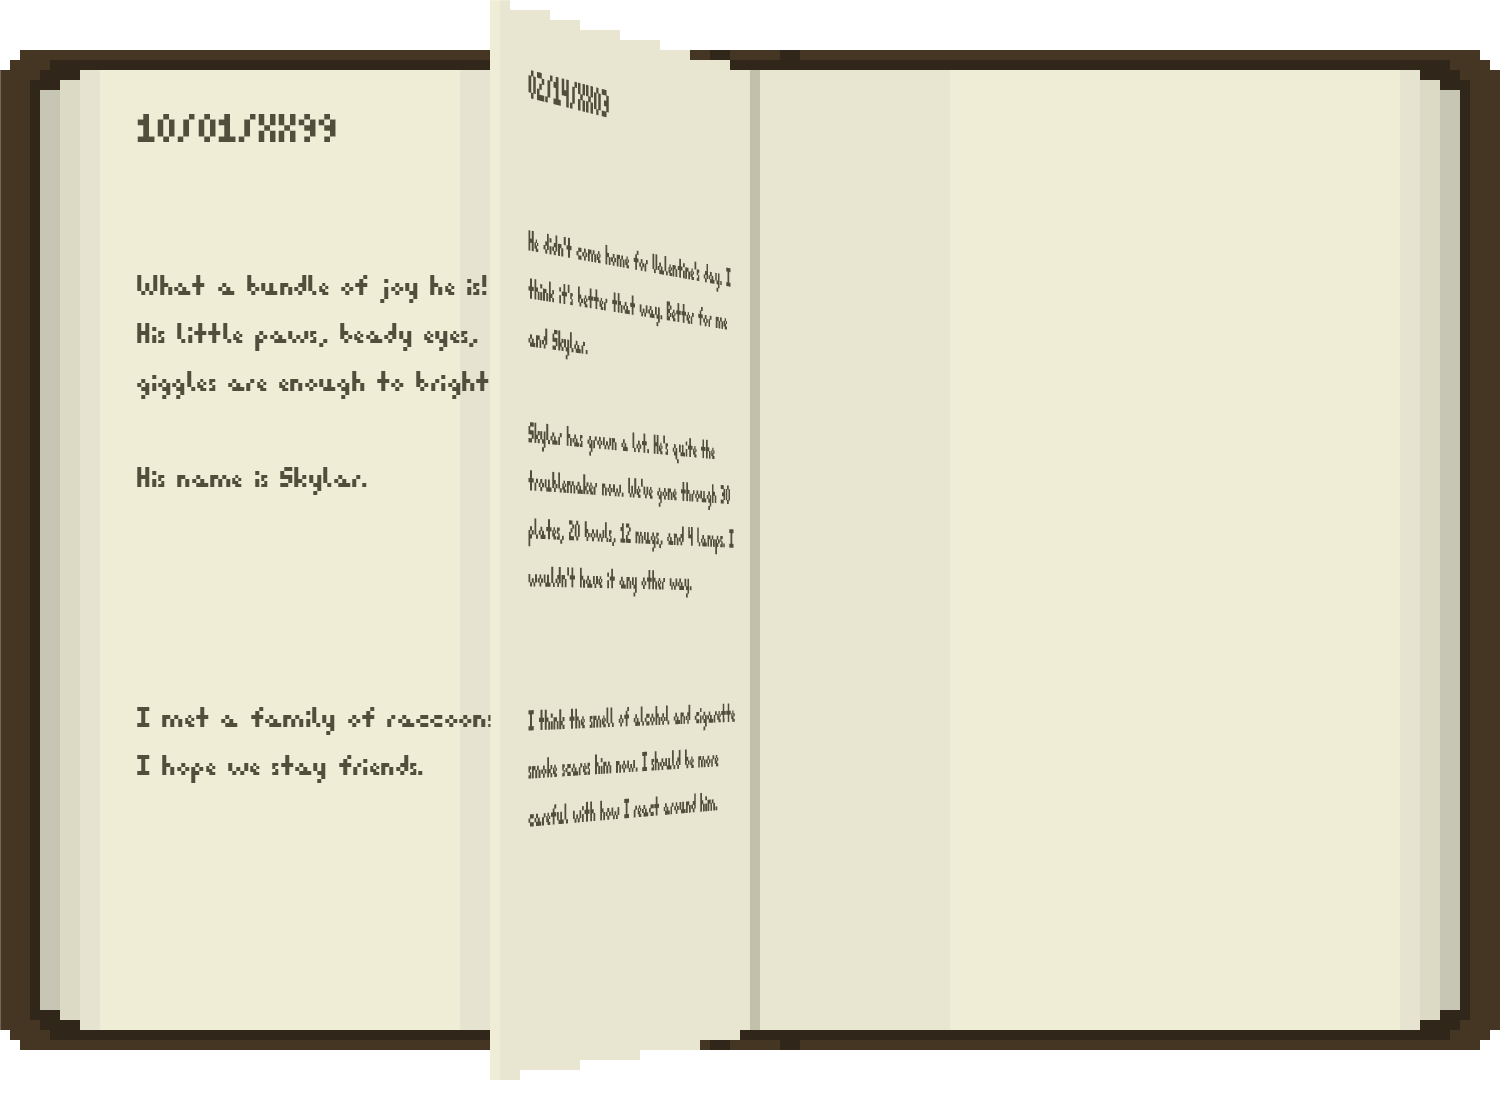 10/01/XX99
What a bundle of joy he is!
His little paws, beady eyes,
giggles are enough to bright
His name is Skylar.
I met a family of raccoons
I hope we stay friends.
02/14/XX03
He didn't come home for Valentine's day. I
think it's better that way. Better for me
and Skylar.
Skylar has grown a lot. He's quite the
troublemaker now. We've gone through 30
plates, 20 bowls, 12 mugs, and 4 lamps. I
wouldn't have it any other way.
I think the smell of alcohol and cigarette
smoke scares him now. I should be more
careful with how I react around him.